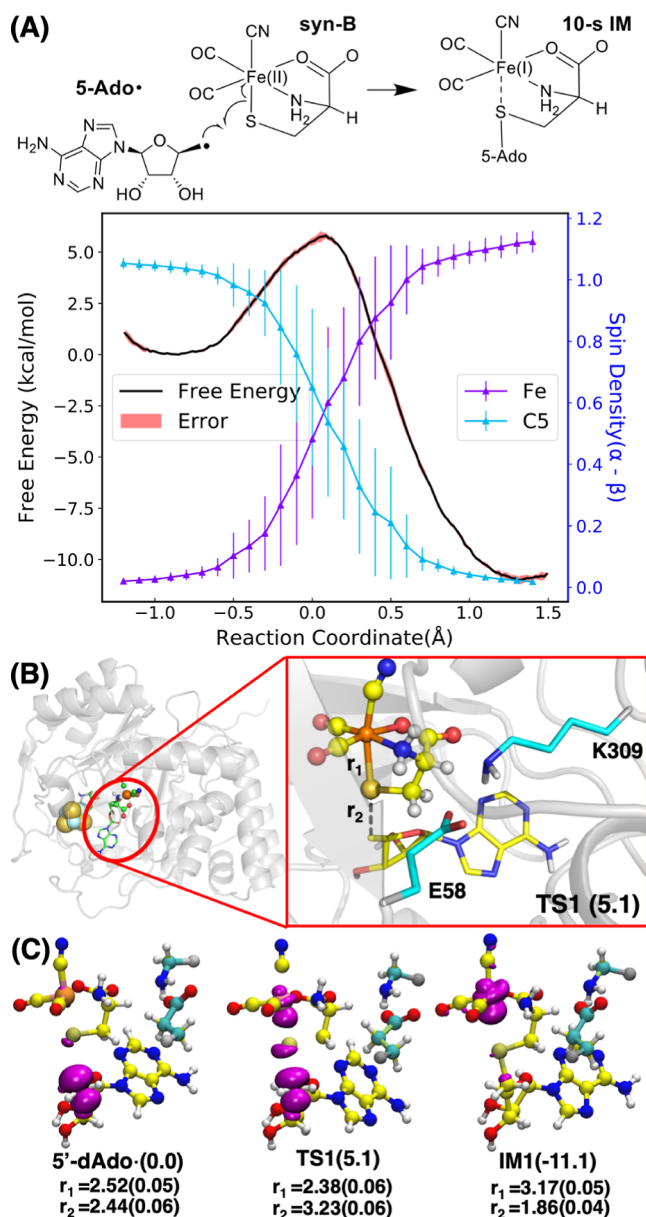 (A)
CN
syn-B
10-s IM
CN
OC
O
O
Fe(II)
OC
N
H2
H
S
5-Ado•
OC
O
O
Fe(I)
OC
NH2
H
S
5-Ado
NH2
N
N
N
N
O
HO
OH
5.0
2.5
0.0
−2.5
−5.0
−7.5
−10.0
Free Energy (kcal/mol)
Free Energy
Error
Fe
C5
1.2
1.0
0.8
0.6
0.4
0.2
0.0
Spin Density(α - β)
−1.0
−0.5
0.0
0.5
1.0
1.5
Reaction Coordinate(Å)
(B)
r1
r2
K309
E58
TS1 (5.1)
(C)
5'-dAdo·(0.0)
TS1(5.1)
IM1(-11.1)
r1=2.52(0.05)
r1=2.38(0.06)
r1=3.17(0.05)
r2=2.44(0.06)
r2=3.23(0.06)
r2=1.86(0.04)